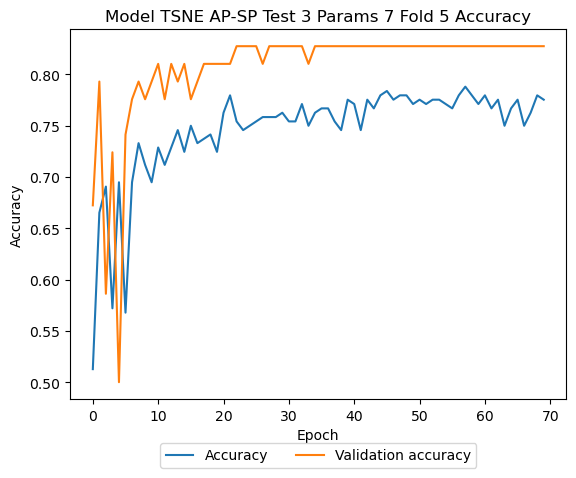 Model TSNE AP-SP Test 3 Params 7 Fold 5 Accuracy
Accuracy
0.80
0.75
0.70
0.65
0.60
0.55
0.50
0 10 20 30 40 50 60 70
Epoch
Accuracy Validation accuracy